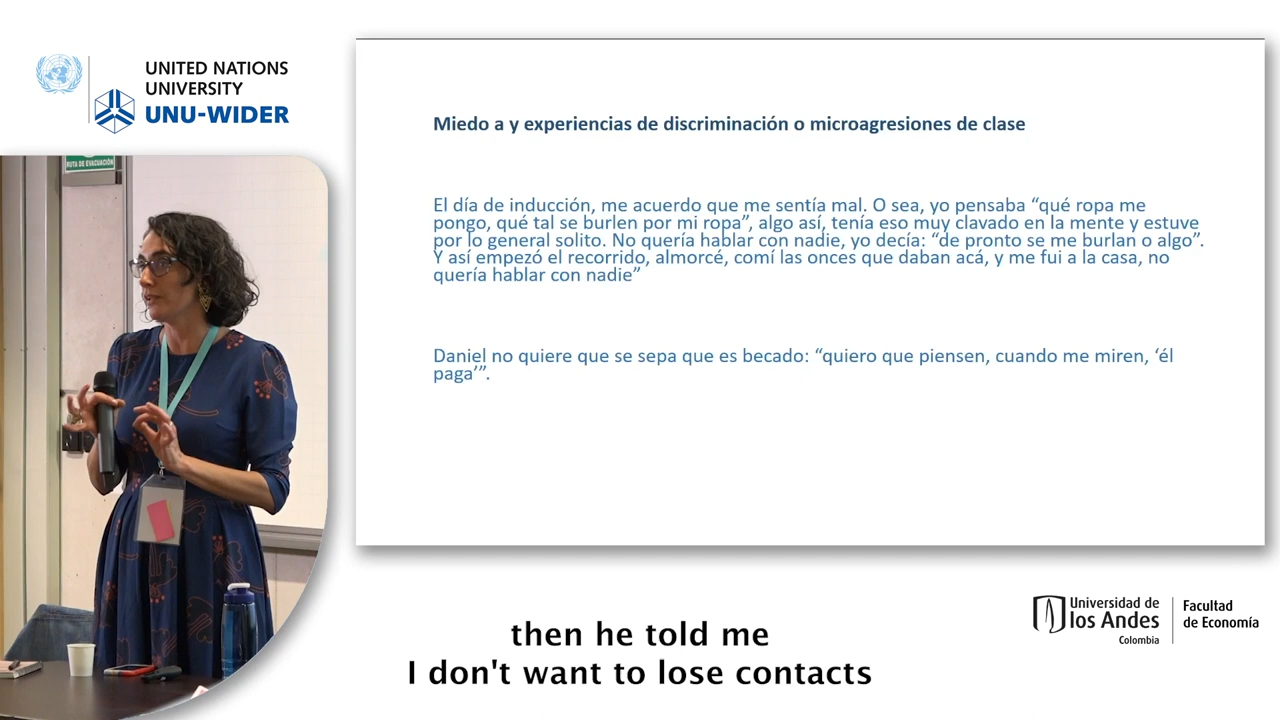 UNITED NATIONS
UNIVERSITY
UNU-WIDER
RUTA DE EVACUACIÓN
Miedo a y experiencias de discriminación o microagresiones de clase
El día de inducción, me acuerdo que me sentía mal. O sea, yo pensaba “qué ropa me
pongo, qué tal se burlen por mi ropa”, algo así, tenía eso muy clavado en la mente y estuve
por lo general solito. No quería hablar con nadie, yo decía: “de pronto se me burlan o algo”.
Y así empezó el recorrido, almorcé, comí las onces que daban acá, y me fui a la casa, no
quería hablar con nadie”
Daniel no quiere que se sepa que es becado: “quiero que piensen, cuando me miren, ‘él
paga’”.
Universidad de
los Andes
Colombia
Facultad
de Economía
then he told me
I don't want to lose contacts